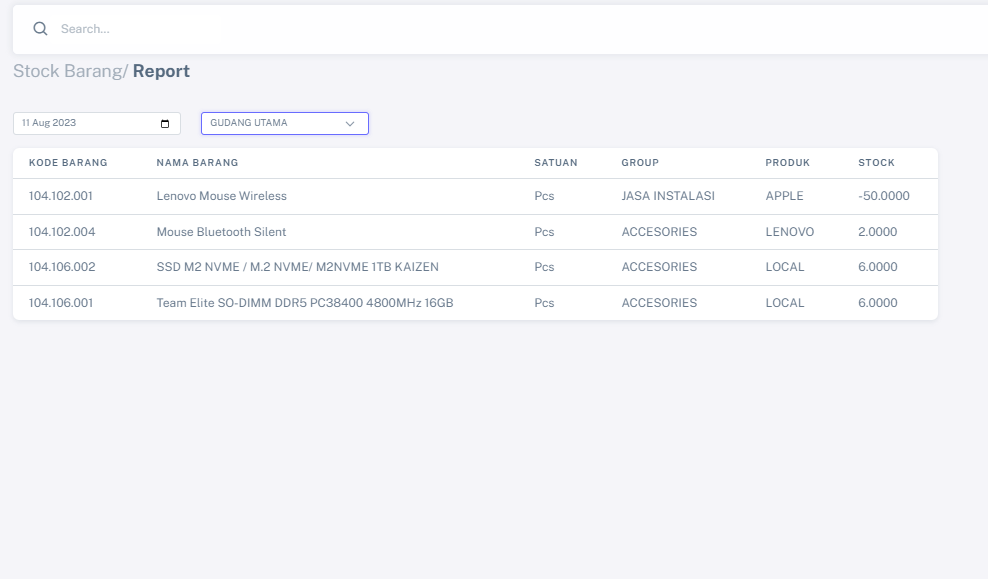 Search...
Stock Barang/ Report
11 Aug 2023 GUDANG UTAMA
KODE BARANG NAMA BARANG SATUAN GROUP PRODUK STOCK
104.102.001 Lenovo Mouse Wireless Pcs JASA INSTALASI APPLE -50.0000
104.102.004 Mouse Bluetooth Silent Pcs ACCESORIES LENOVO 2.0000
104.106.002 SSD M2 NVME / M.2 NVME/ M2NVME 1TB KAIZEN Pcs ACCESORIES LOCAL 6.0000
104.106.001 Team Elite SO-DIMM DDR5 PC38400 4800MHz 16GB Pcs ACCESORIES LOCAL 6.0000